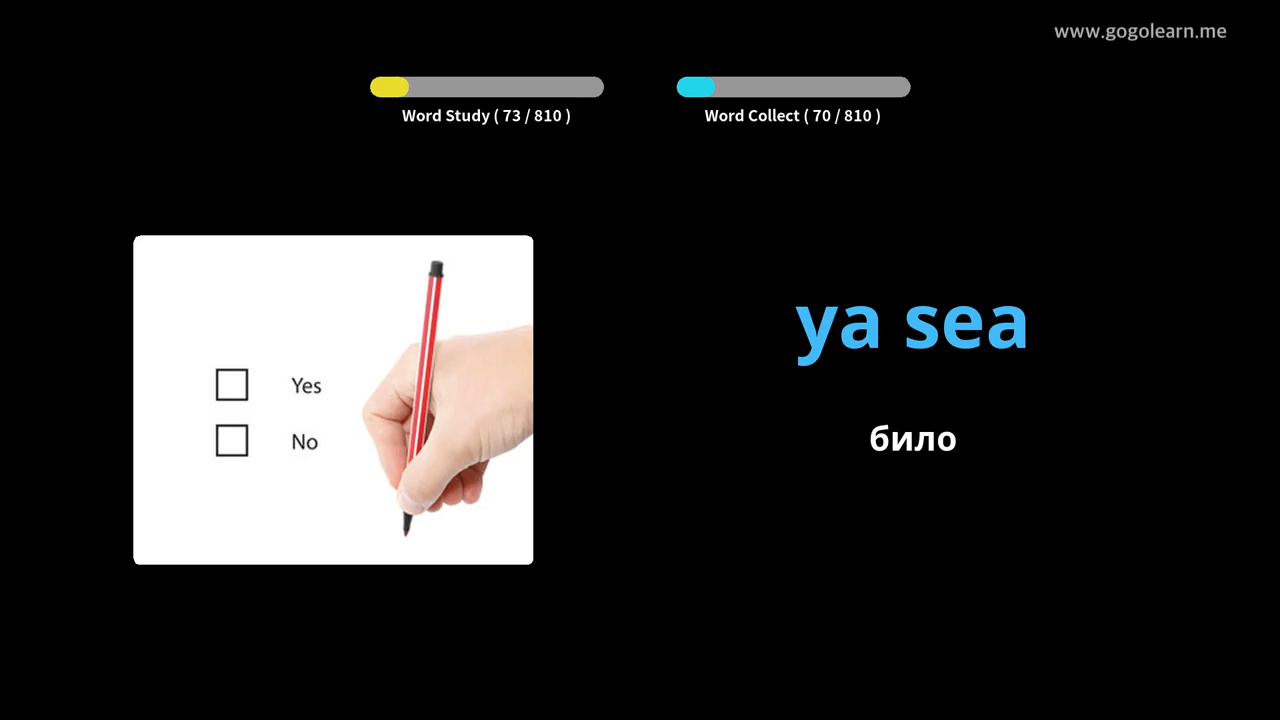 www.gogolearn.me
Word Study ( 73 / 810 )
Word Collect ( 70 / 810 )
Yes
No
ya sea
било